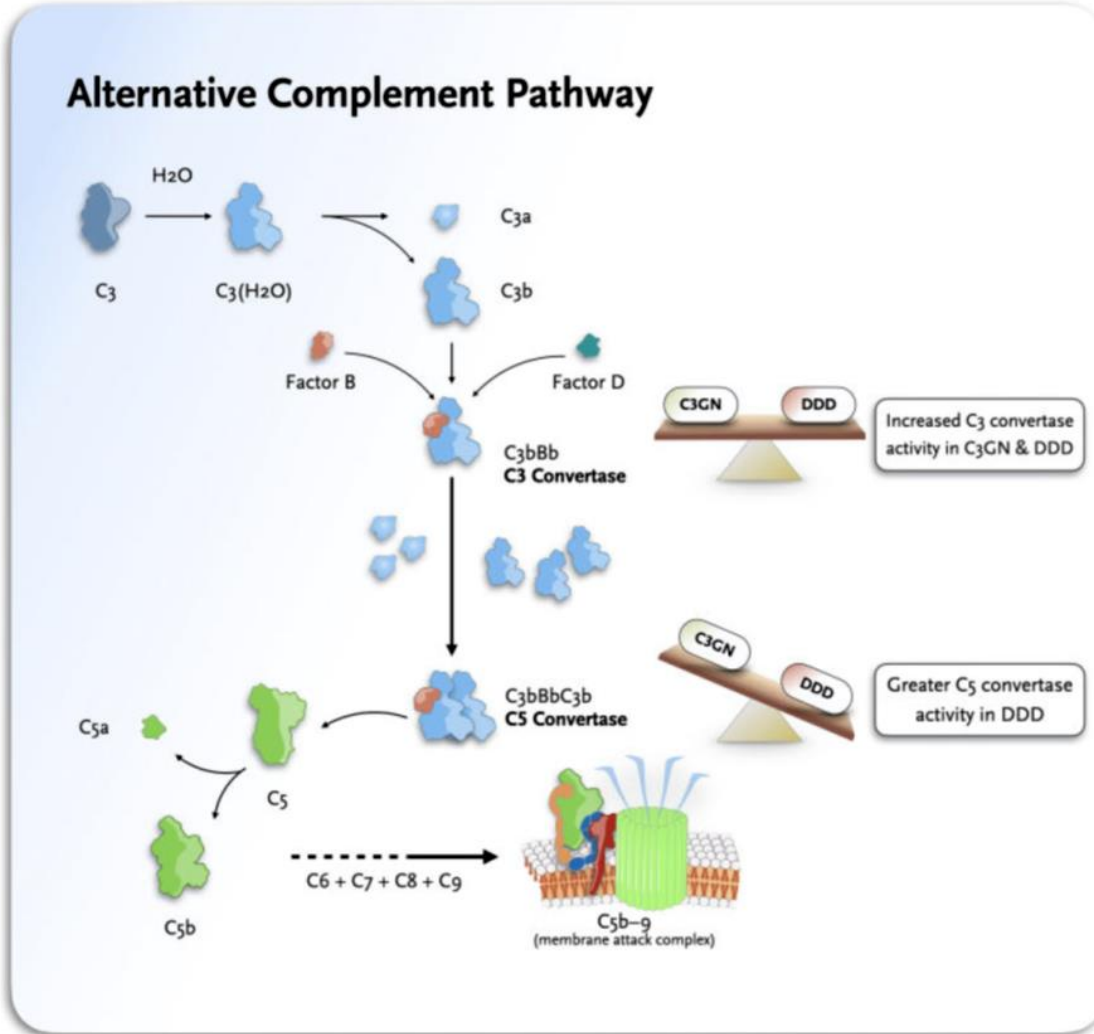 Alternative Complement Pathway
H2O
C3
C3(H2O)
C3a
C3b
Factor B
Factor D
C3bBb
C3 Convertase
C3GN
DDD
Increased C3 convertase
activity in C3GN & DDD
C3bBbC3b
C5 Convertase
C3GN
DDD
Greater C5 convertase
activity in DDD
C5a
C5
C5b
C6 + C7 + C8 + C9
C5b–9
(membrane attack complex)